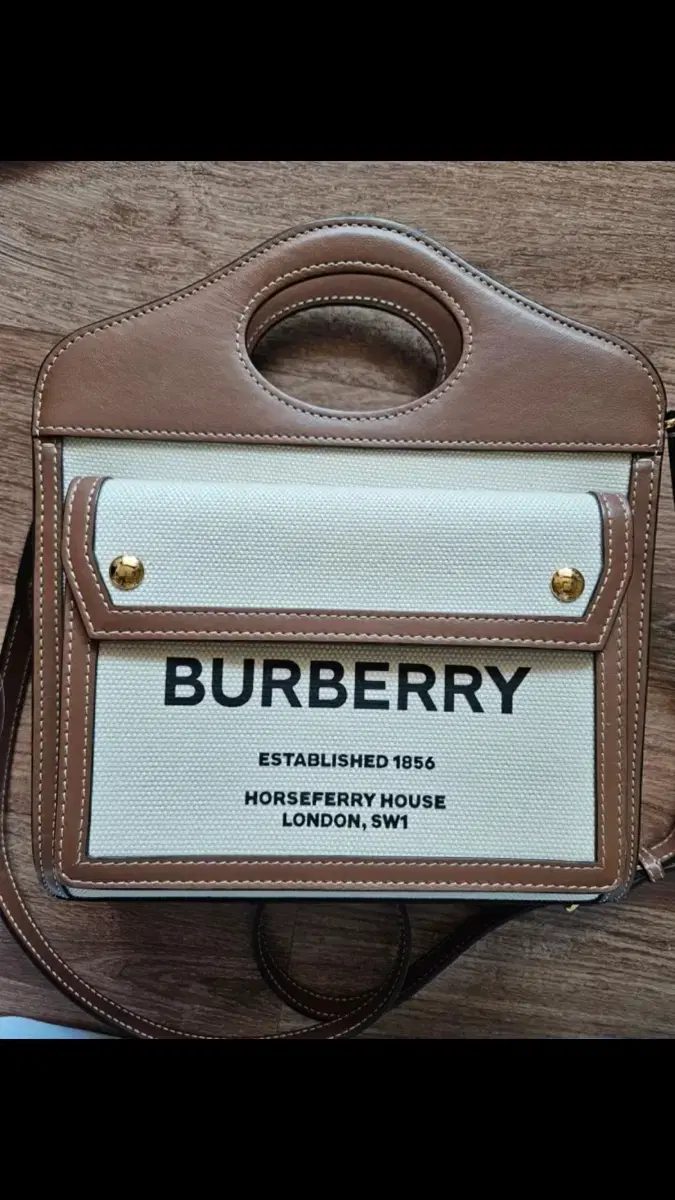 BURBERRY
ESTABLISHED 1856
HORSEFERRY HOUSE
LONDON, SW1